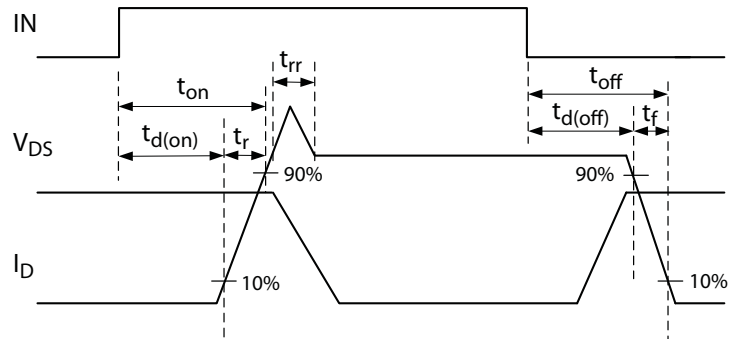 IN
t_on
t_rr
t_off
t_d(on)
t_r
t_d(off)
t_f
V_DS
90%
90%
I_D
10%
10%